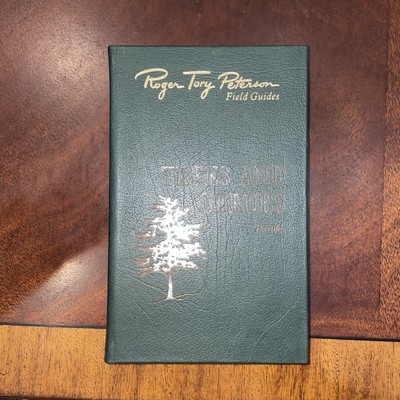 Roger Tory Peterson
Field Guides
TREES AND
SHRUBS